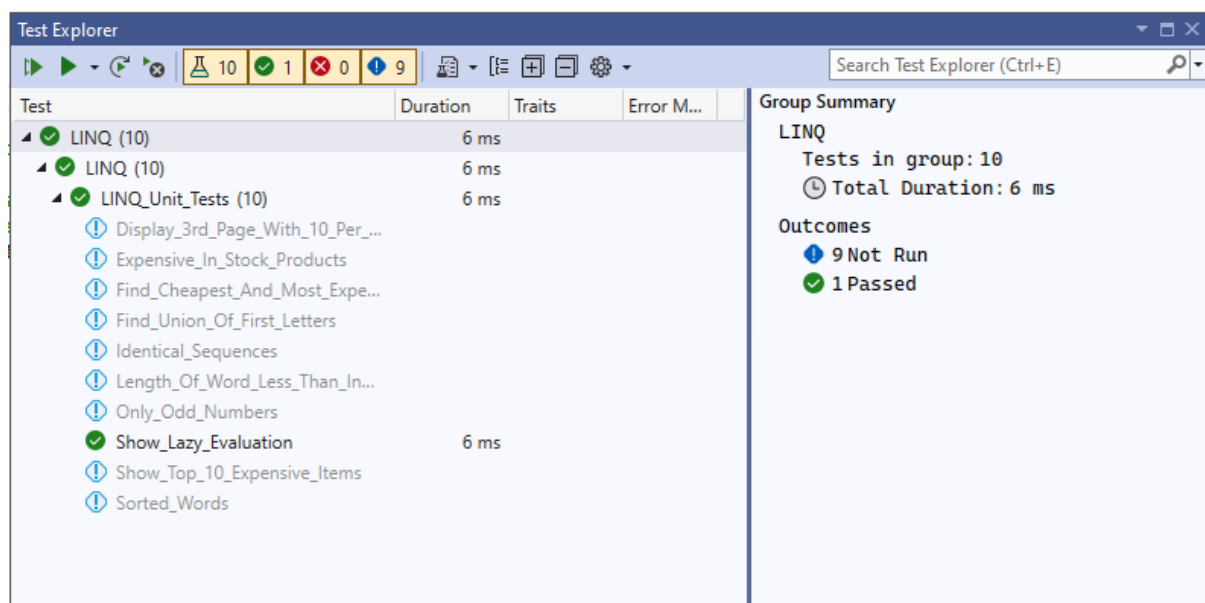 Test Explorer
10 1 0 9 Search Test Explorer (Ctrl+E)
Test Duration Traits Error M...
LINQ (10) 6 ms
LINQ (10) 6 ms
LINQ_Unit_Tests (10) 6 ms
Display_3rd_Page_With_10_Per_...
Expensive_In_Stock_Products
Find_Cheapest_And_Most_Expe...
Find_Union_Of_First_Letters
Identical_Sequences
Length_Of_Word_Less_Than_In...
Only_Odd_Numbers
Show_Lazy_Evaluation 6 ms
Show_Top_10_Expensive_Items
Sorted_Words
Group Summary
LINQ
Tests in group: 10
Total Duration: 6 ms
Outcomes
9 Not Run
1 Passed